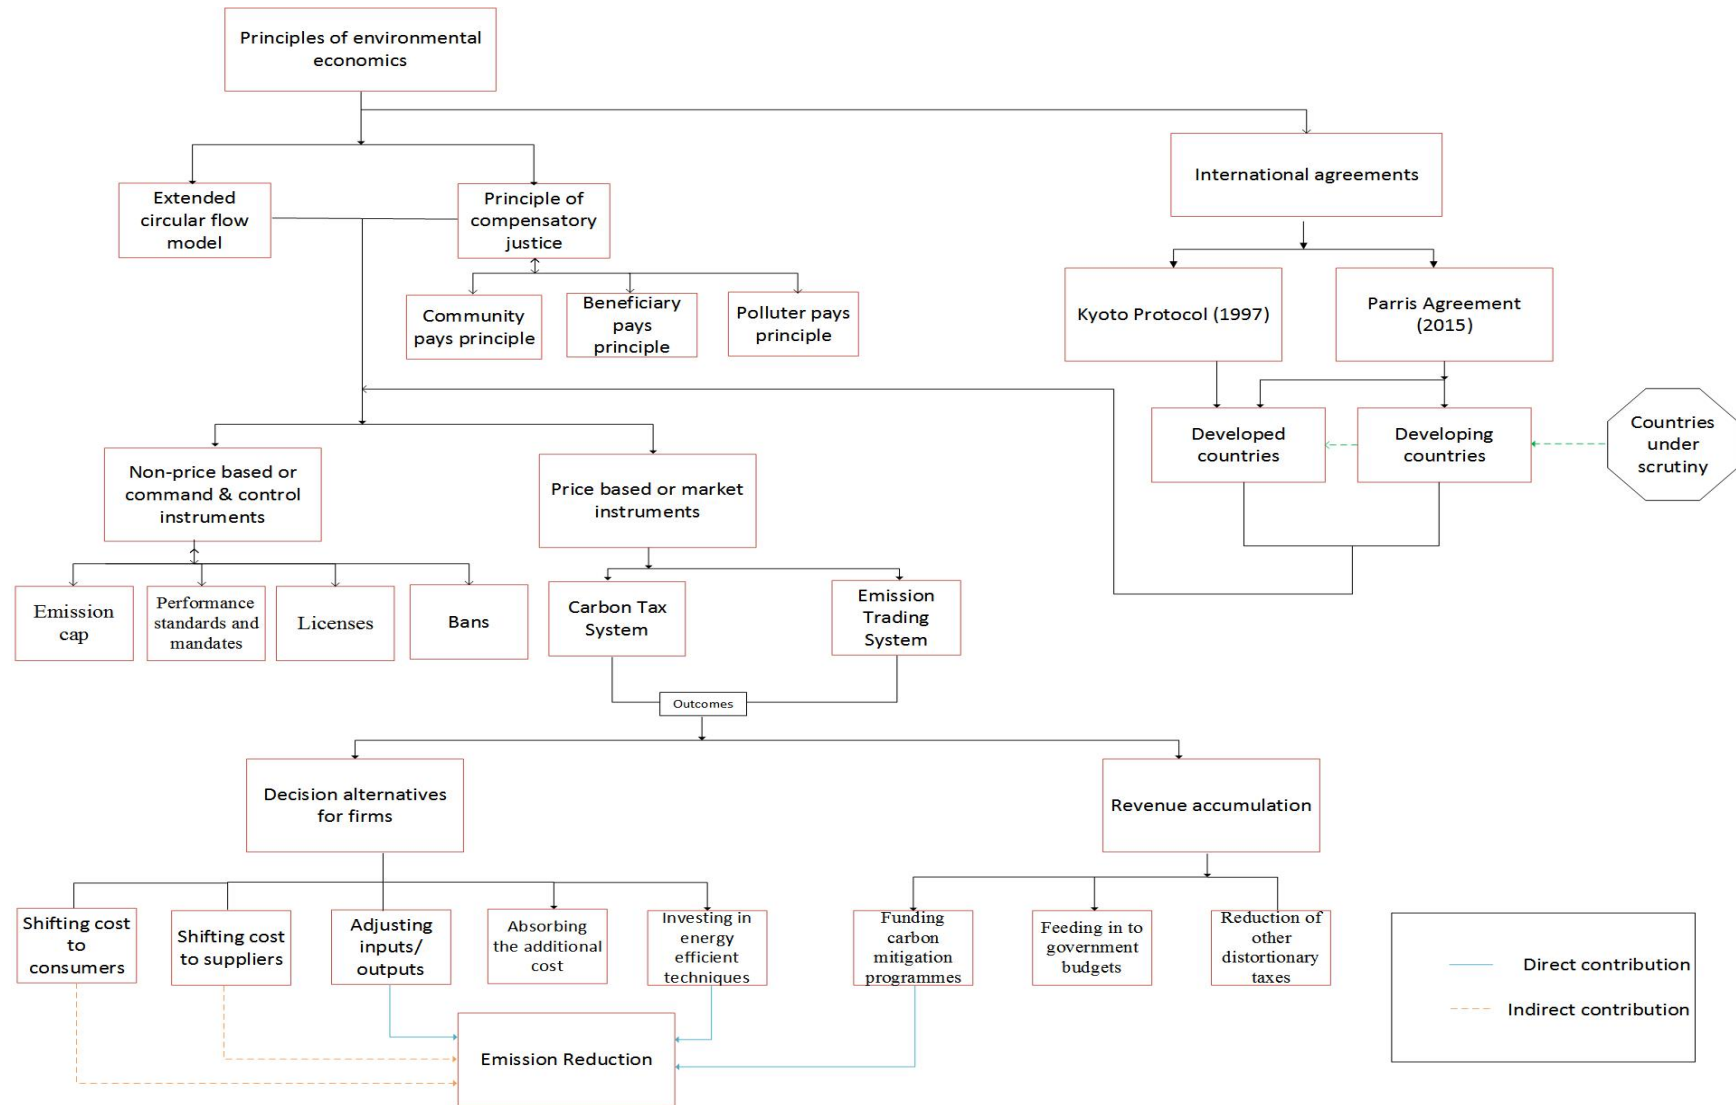 Principles of environmental
economics
Extended
circular flow
model
Principle of
compensatory
justice
International agreements
Community
pays principle
Beneficiary
pays
principle
Polluter pays
principle
Kyoto Protocol (1997)
Parris Agreement
(2015)
Developed
countries
Developing
countries
Countries
under
scrutiny
Non-price based or
command & control
instruments
Price based or market
instruments
Emission
cap
Performance
standards and
mandates
Licenses
Bans
Carbon Tax
System
Emission
Trading
System
Outcomes
Decision alternatives
for firms
Revenue accumulation
Shifting cost
to
consumers
Shifting cost
to suppliers
Adjusting
inputs/
outputs
Absorbing
the additional
cost
Investing in
energy
efficient
techniques
Funding
carbon
mitigation
programmes
Feeding in to
government
budgets
Reduction of
other
distortionary
taxes
Emission Reduction
Direct contribution
Indirect contribution